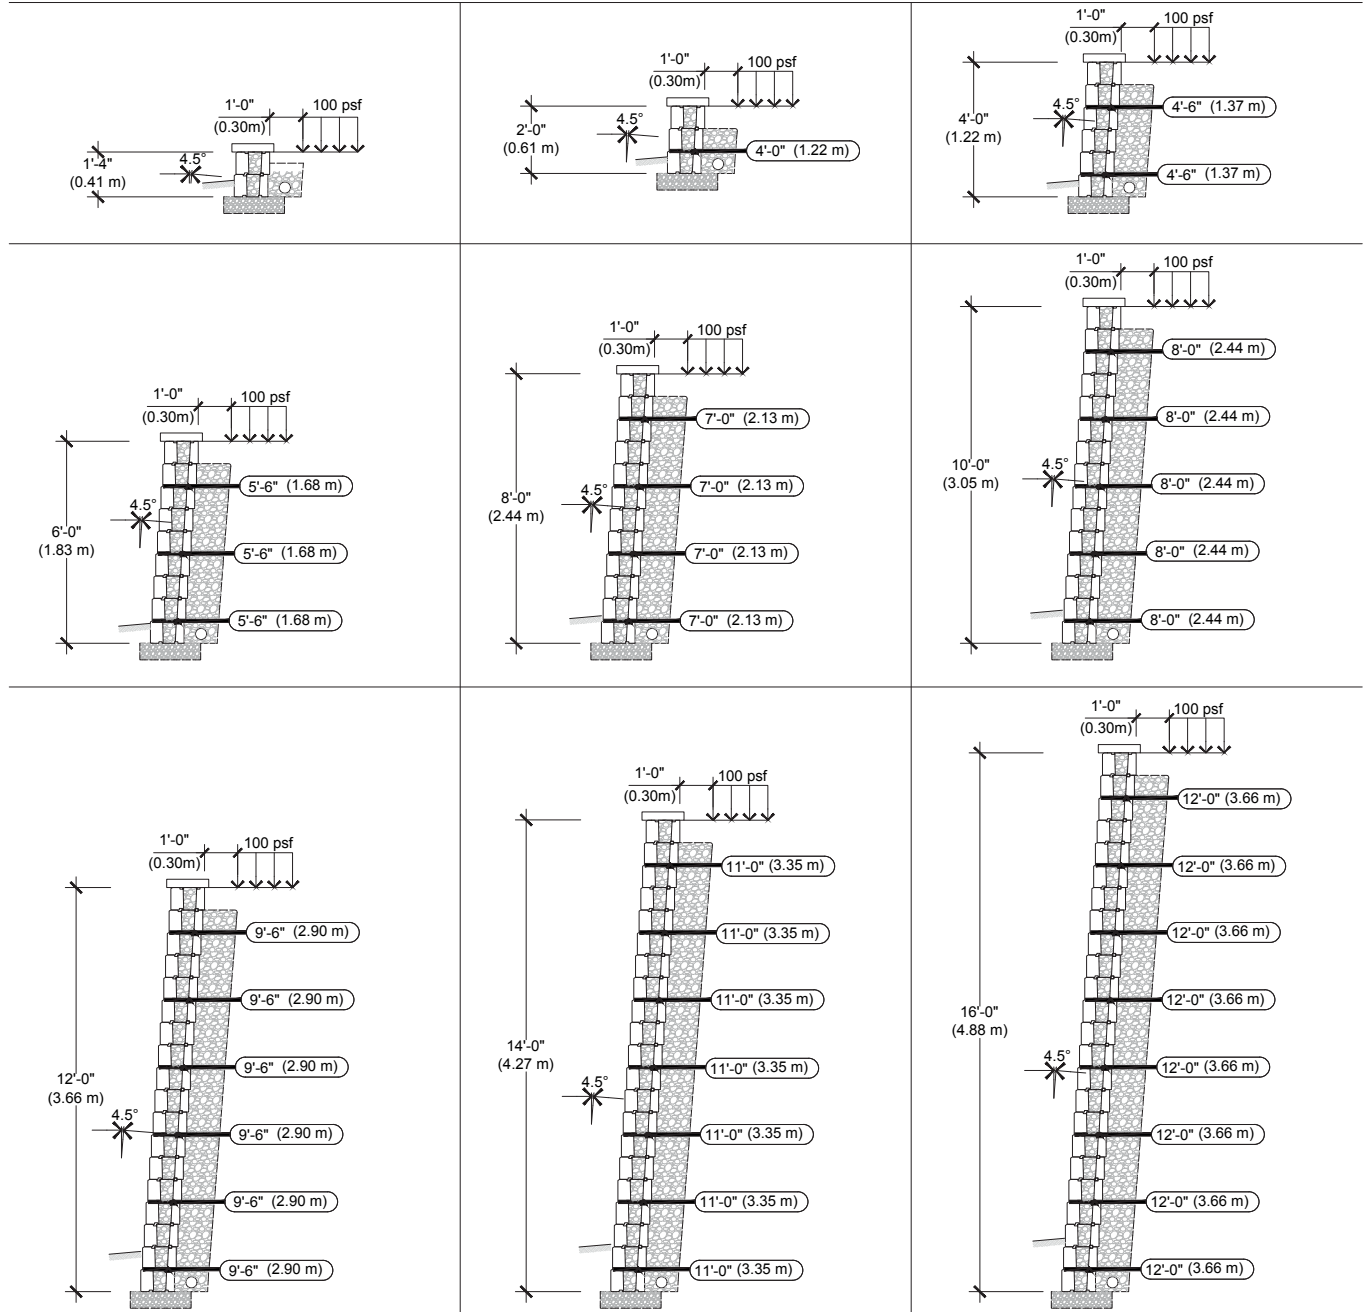 1'-0"
(0.30m)
100 psf
1'-4"
(0.41 m)
4.5°
1'-0"
(0.30m)
100 psf
2'-0"
(0.61 m)
4.5°
4'-0" (1.22 m)
1'-0"
(0.30m)
100 psf
4'-0"
(1.22 m)
4.5°
4'-6" (1.37 m)
4'-6" (1.37 m)
1'-0"
(0.30m)
100 psf
6'-0"
(1.83 m)
4.5°
5'-6" (1.68 m)
5'-6" (1.68 m)
5'-6" (1.68 m)
1'-0"
(0.30m)
100 psf
8'-0"
(2.44 m)
4.5°
7'-0" (2.13 m)
7'-0" (2.13 m)
7'-0" (2.13 m)
7'-0" (2.13 m)
1'-0"
(0.30m)
100 psf
10'-0"
(3.05 m)
4.5°
8'-0" (2.44 m)
8'-0" (2.44 m)
8'-0" (2.44 m)
8'-0" (2.44 m)
8'-0" (2.44 m)
1'-0"
(0.30m)
100 psf
12'-0"
(3.66 m)
4.5°
9'-6" (2.90 m)
9'-6" (2.90 m)
9'-6" (2.90 m)
9'-6" (2.90 m)
9'-6" (2.90 m)
9'-6" (2.90 m)
1'-0"
(0.30m)
100 psf
14'-0"
(4.27 m)
4.5°
11'-0" (3.35 m)
11'-0" (3.35 m)
11'-0" (3.35 m)
11'-0" (3.35 m)
11'-0" (3.35 m)
11'-0" (3.35 m)
11'-0" (3.35 m)
1'-0"
(0.30m)
100 psf
16'-0"
(4.88 m)
4.5°
12'-0" (3.66 m)
12'-0" (3.66 m)
12'-0" (3.66 m)
12'-0" (3.66 m)
12'-0" (3.66 m)
12'-0" (3.66 m)
12'-0" (3.66 m)
12'-0" (3.66 m)